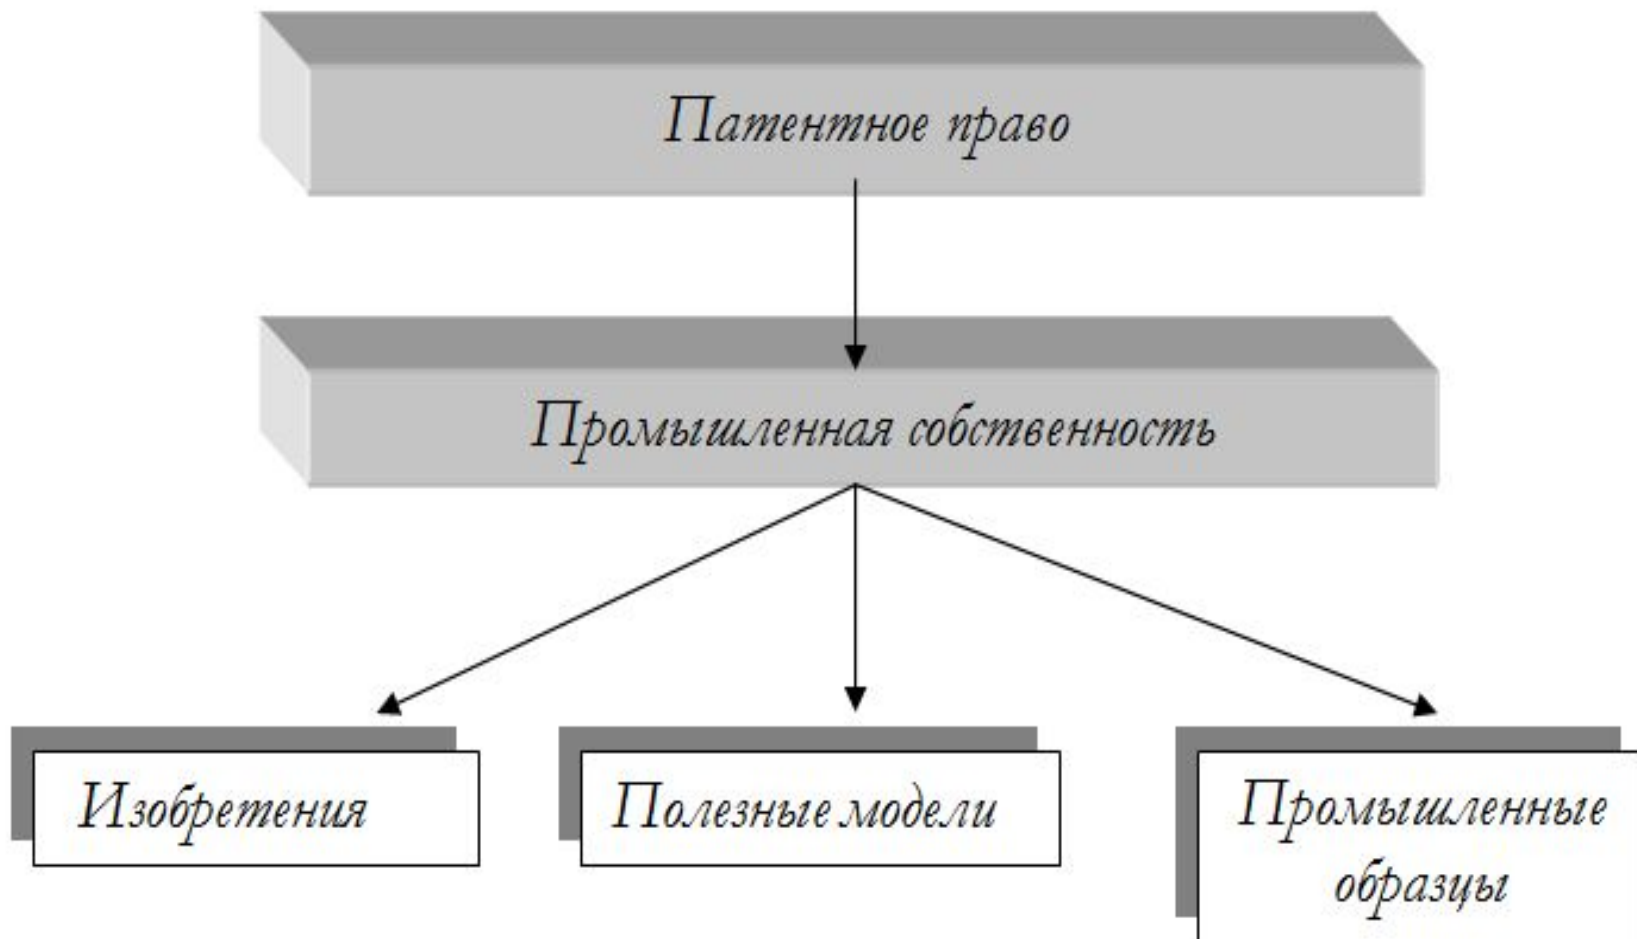 Патентное право
Промышленная собственность
Изобретения
Полезные модели
Промышленные
образцы